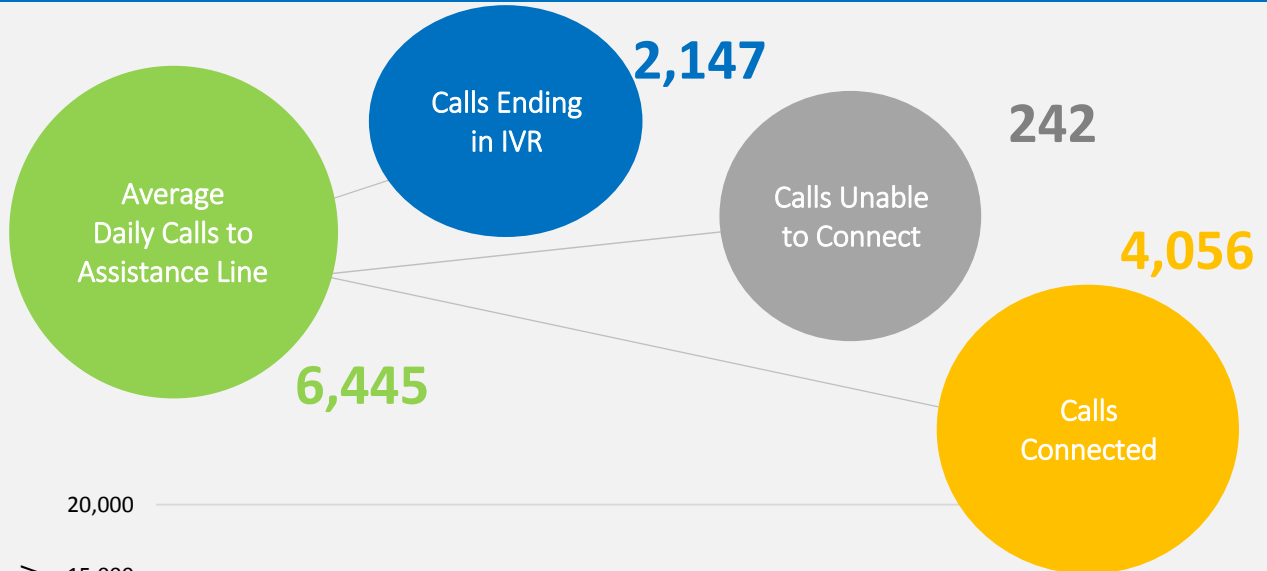 2,147
Calls Ending
in IVR
242
Average
Daily Calls to
Assistance Line
Calls Unable
to Connect
4,056
6,445
Calls
Connected
20,000